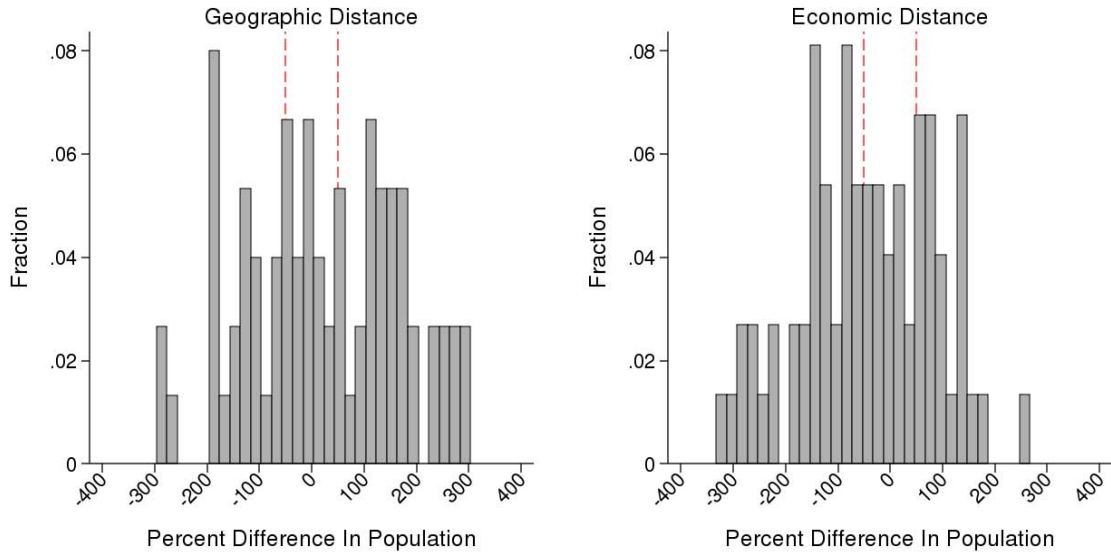 Geographic Distance
.08
.06
.04
.02
0
Fraction
-400 -300 -200 -100 0 100 200 300 400
Percent Difference In Population
Economic Distance
.08
.06
.04
.02
0
Fraction
-400 -300 -200 -100 0 100 200 300 400
Percent Difference In Population